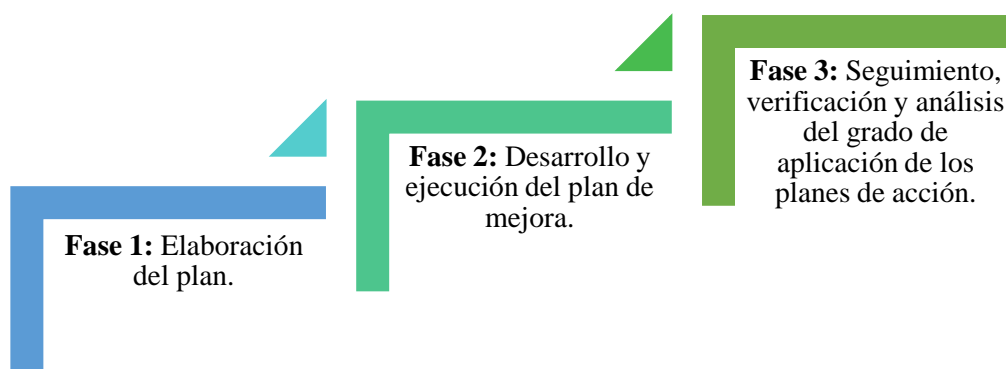 Fase 1: Elaboración
del plan.
Fase 2: Desarrollo y
ejecución del plan de
mejora.
Fase 3: Seguimiento,
verificación y análisis
del grado de
aplicación de los
planes de acción.